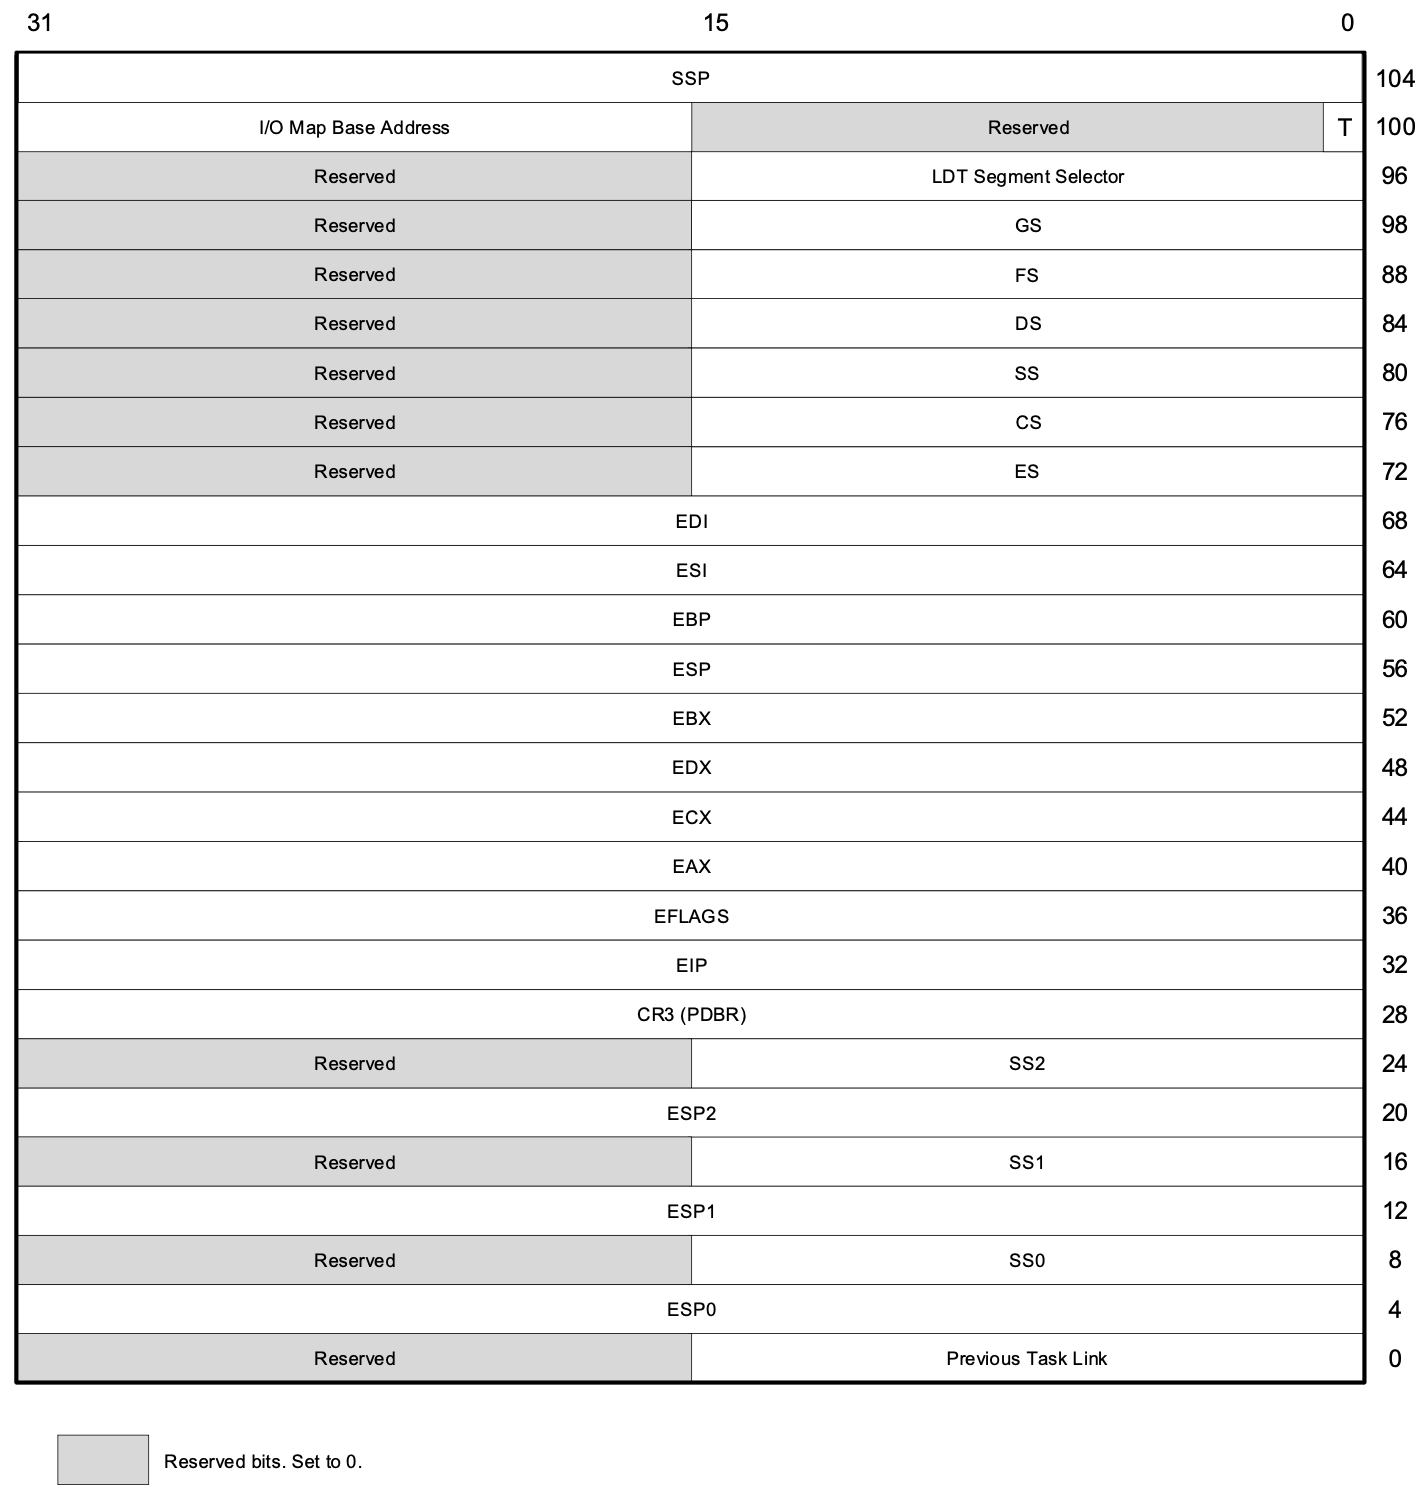 31 15 0
SSP 104
I/O Map Base Address Reserved T 100
Reserved LDT Segment Selector 96
Reserved GS 98
Reserved FS 88
Reserved DS 84
Reserved SS 80
Reserved CS 76
Reserved ES 72
EDI 68
ESI 64
EBP 60
ESP 56
EBX 52
EDX 48
ECX 44
EAX 40
EFLAGS 36
EIP 32
CR3 (PDBR) 28
Reserved SS2 24
ESP2 20
Reserved SS1 16
ESP1 12
Reserved SS0 8
ESP0 4
Reserved Previous Task Link 0
Reserved bits. Set to 0.